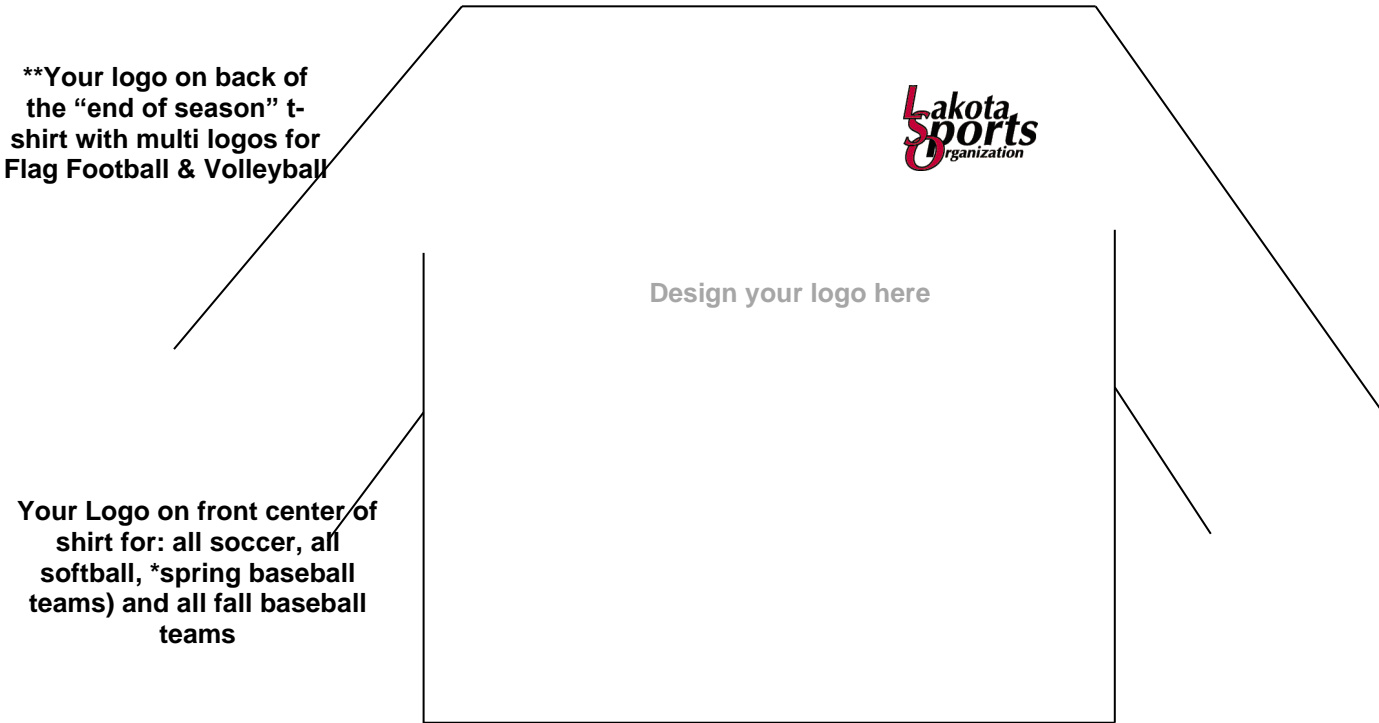 **Your logo on back of
the “end of season” t-
shirt with multi logos for
Flag Football & Volleyball
Lakota
Sports
Organization
Design your logo here
Your Logo on front center of
shirt for: all soccer, all
softball, *spring baseball
teams) and all fall baseball
teams